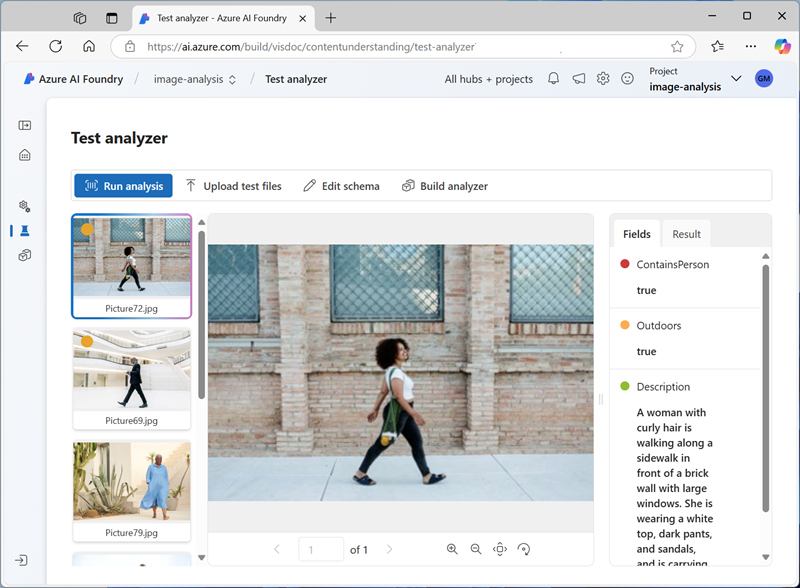 Test analyzer - Azure AI Foundry
https://ai.azure.com/build/visdoc/contentunderstanding/test-analyzer
Azure AI Foundry / image-analysis / Test analyzer
All hubs + projects
Project
image-analysis
GM
Test analyzer
Run analysis
Upload test files
Edit schema
Build analyzer
Picture72.jpg
Picture69.jpg
Picture79.jpg
1 of 1
Fields
Result
ContainsPerson
true
Outdoors
true
Description
A woman with
curly hair is
walking along a
sidewalk in
front of a brick
wall with large
windows. She is
wearing a white
top, dark pants,
and sandals,
and is carrying